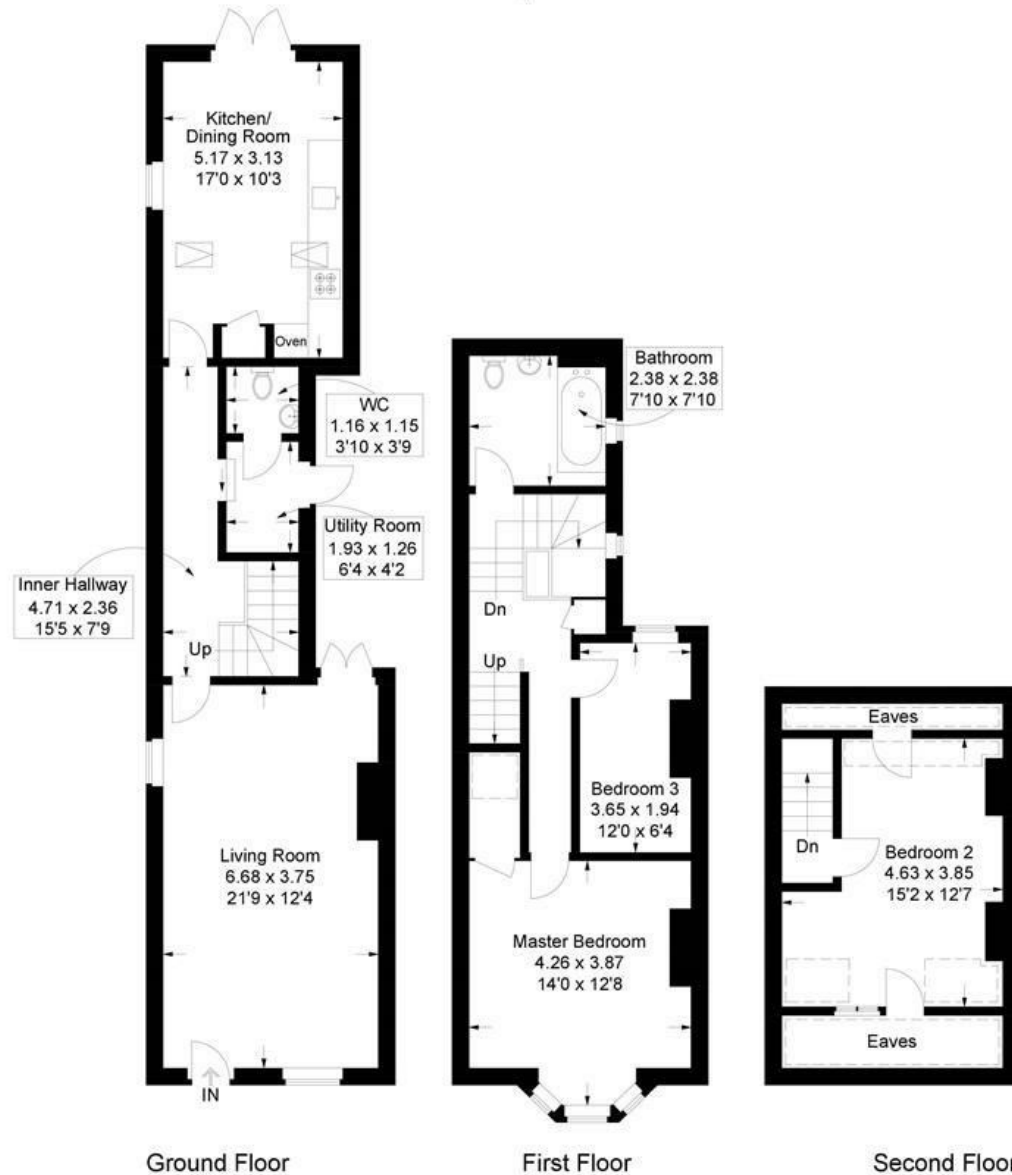 Kitchen/
Dining Room
5.17 x 3.13
17'0 x 10'3
Oven
WC
1.16 x 1.15
3'10 x 3'9
Utility Room
1.93 x 1.26
6'4 x 4'2
Inner Hallway
4.71 x 2.36
15'5 x 7'9
Up
Living Room
6.68 x 3.75
21'9 x 12'4
IN
Ground Floor
Bathroom
2.38 x 2.38
7'10 x 7'10
Dn
Up
Bedroom 3
3.65 x 1.94
12'0 x 6'4
Master Bedroom
4.26 x 3.87
14'0 x 12'8
First Floor
Eaves
Dn
Bedroom 2
4.63 x 3.85
15'2 x 12'7
Eaves
Second Floor